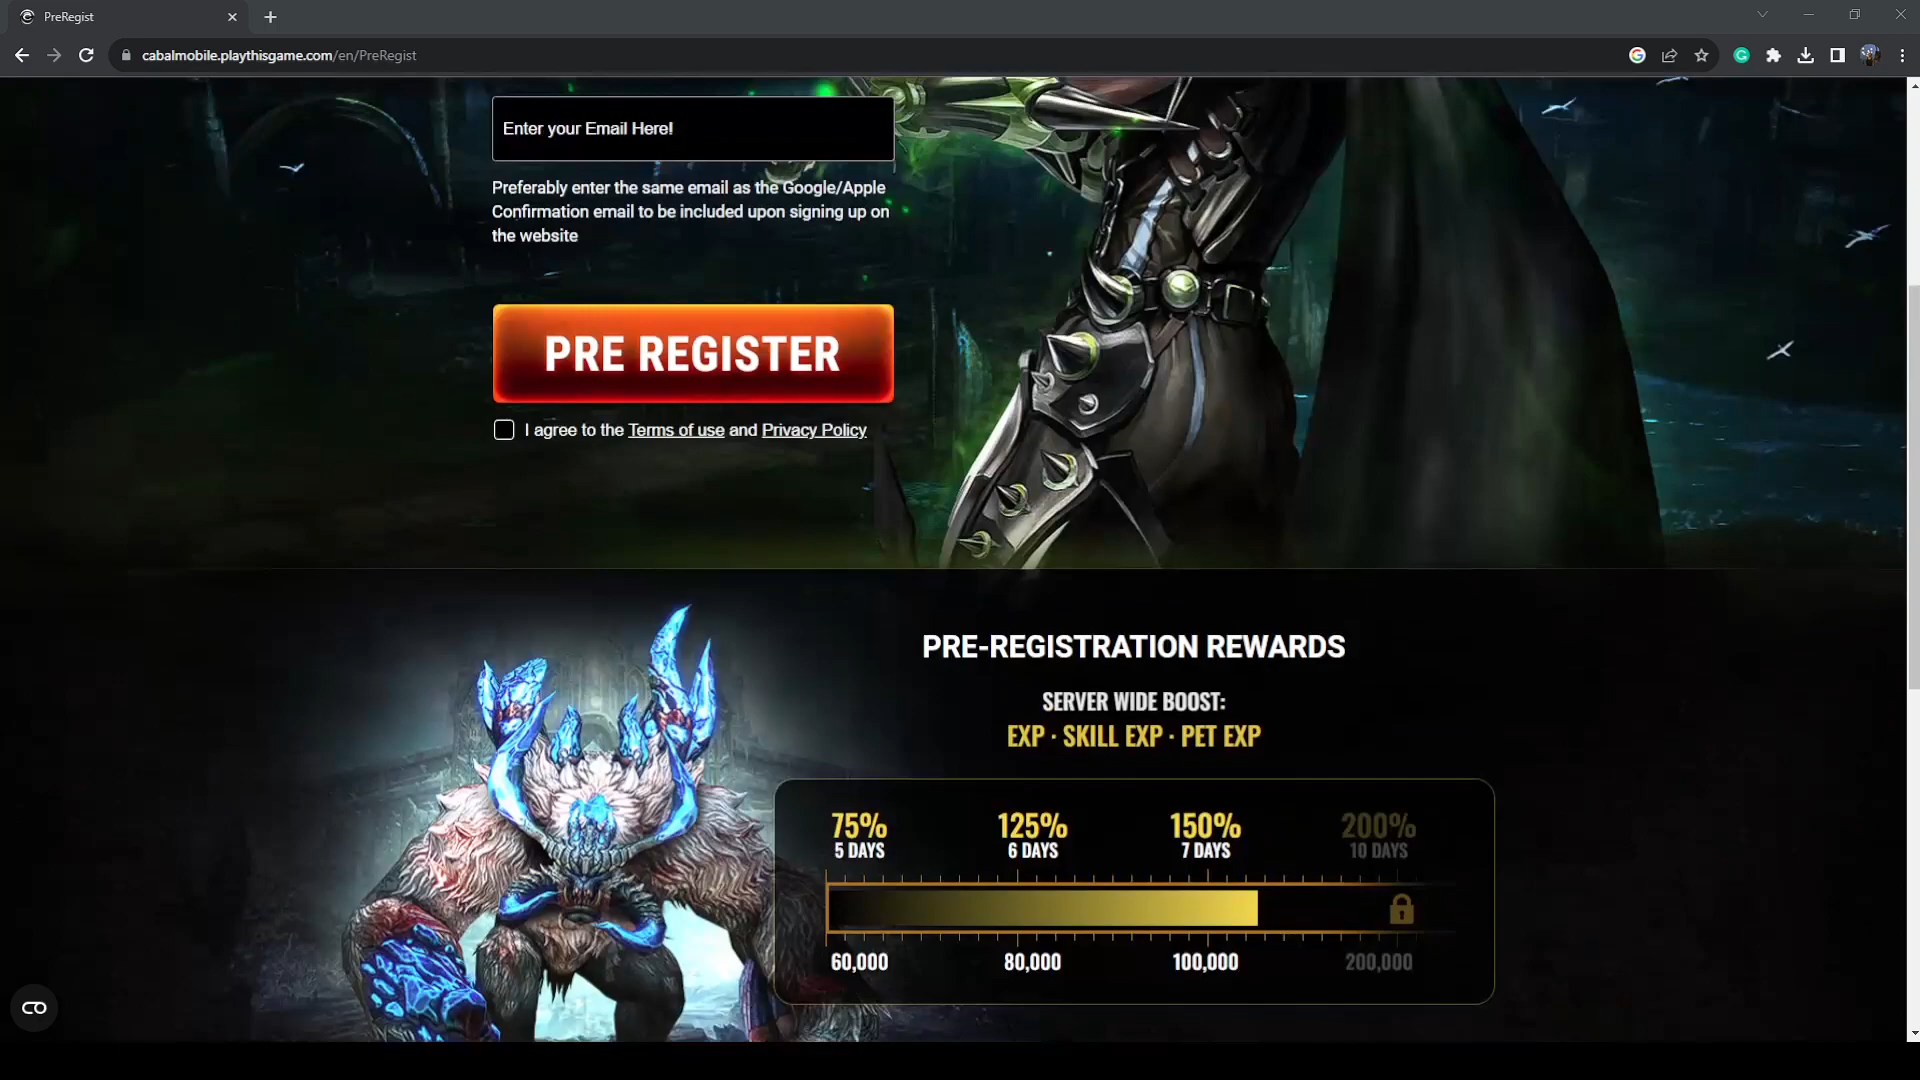 PreRegist
cabalmobile.playthisgame.com/en/PreRegist
Enter your Email Here!
Preferably enter the same email as the Google/Apple
Confirmation email to be included upon signing up on
the website
PRE REGISTER
I agree to the Terms of use and Privacy Policy
PRE-REGISTRATION REWARDS
SERVER WIDE BOOST:
EXP · SKILL EXP · PET EXP
75% 125% 150% 200%
5 DAYS 6 DAYS 7 DAYS 10 DAYS
60,000 80,000 100,000 200,000